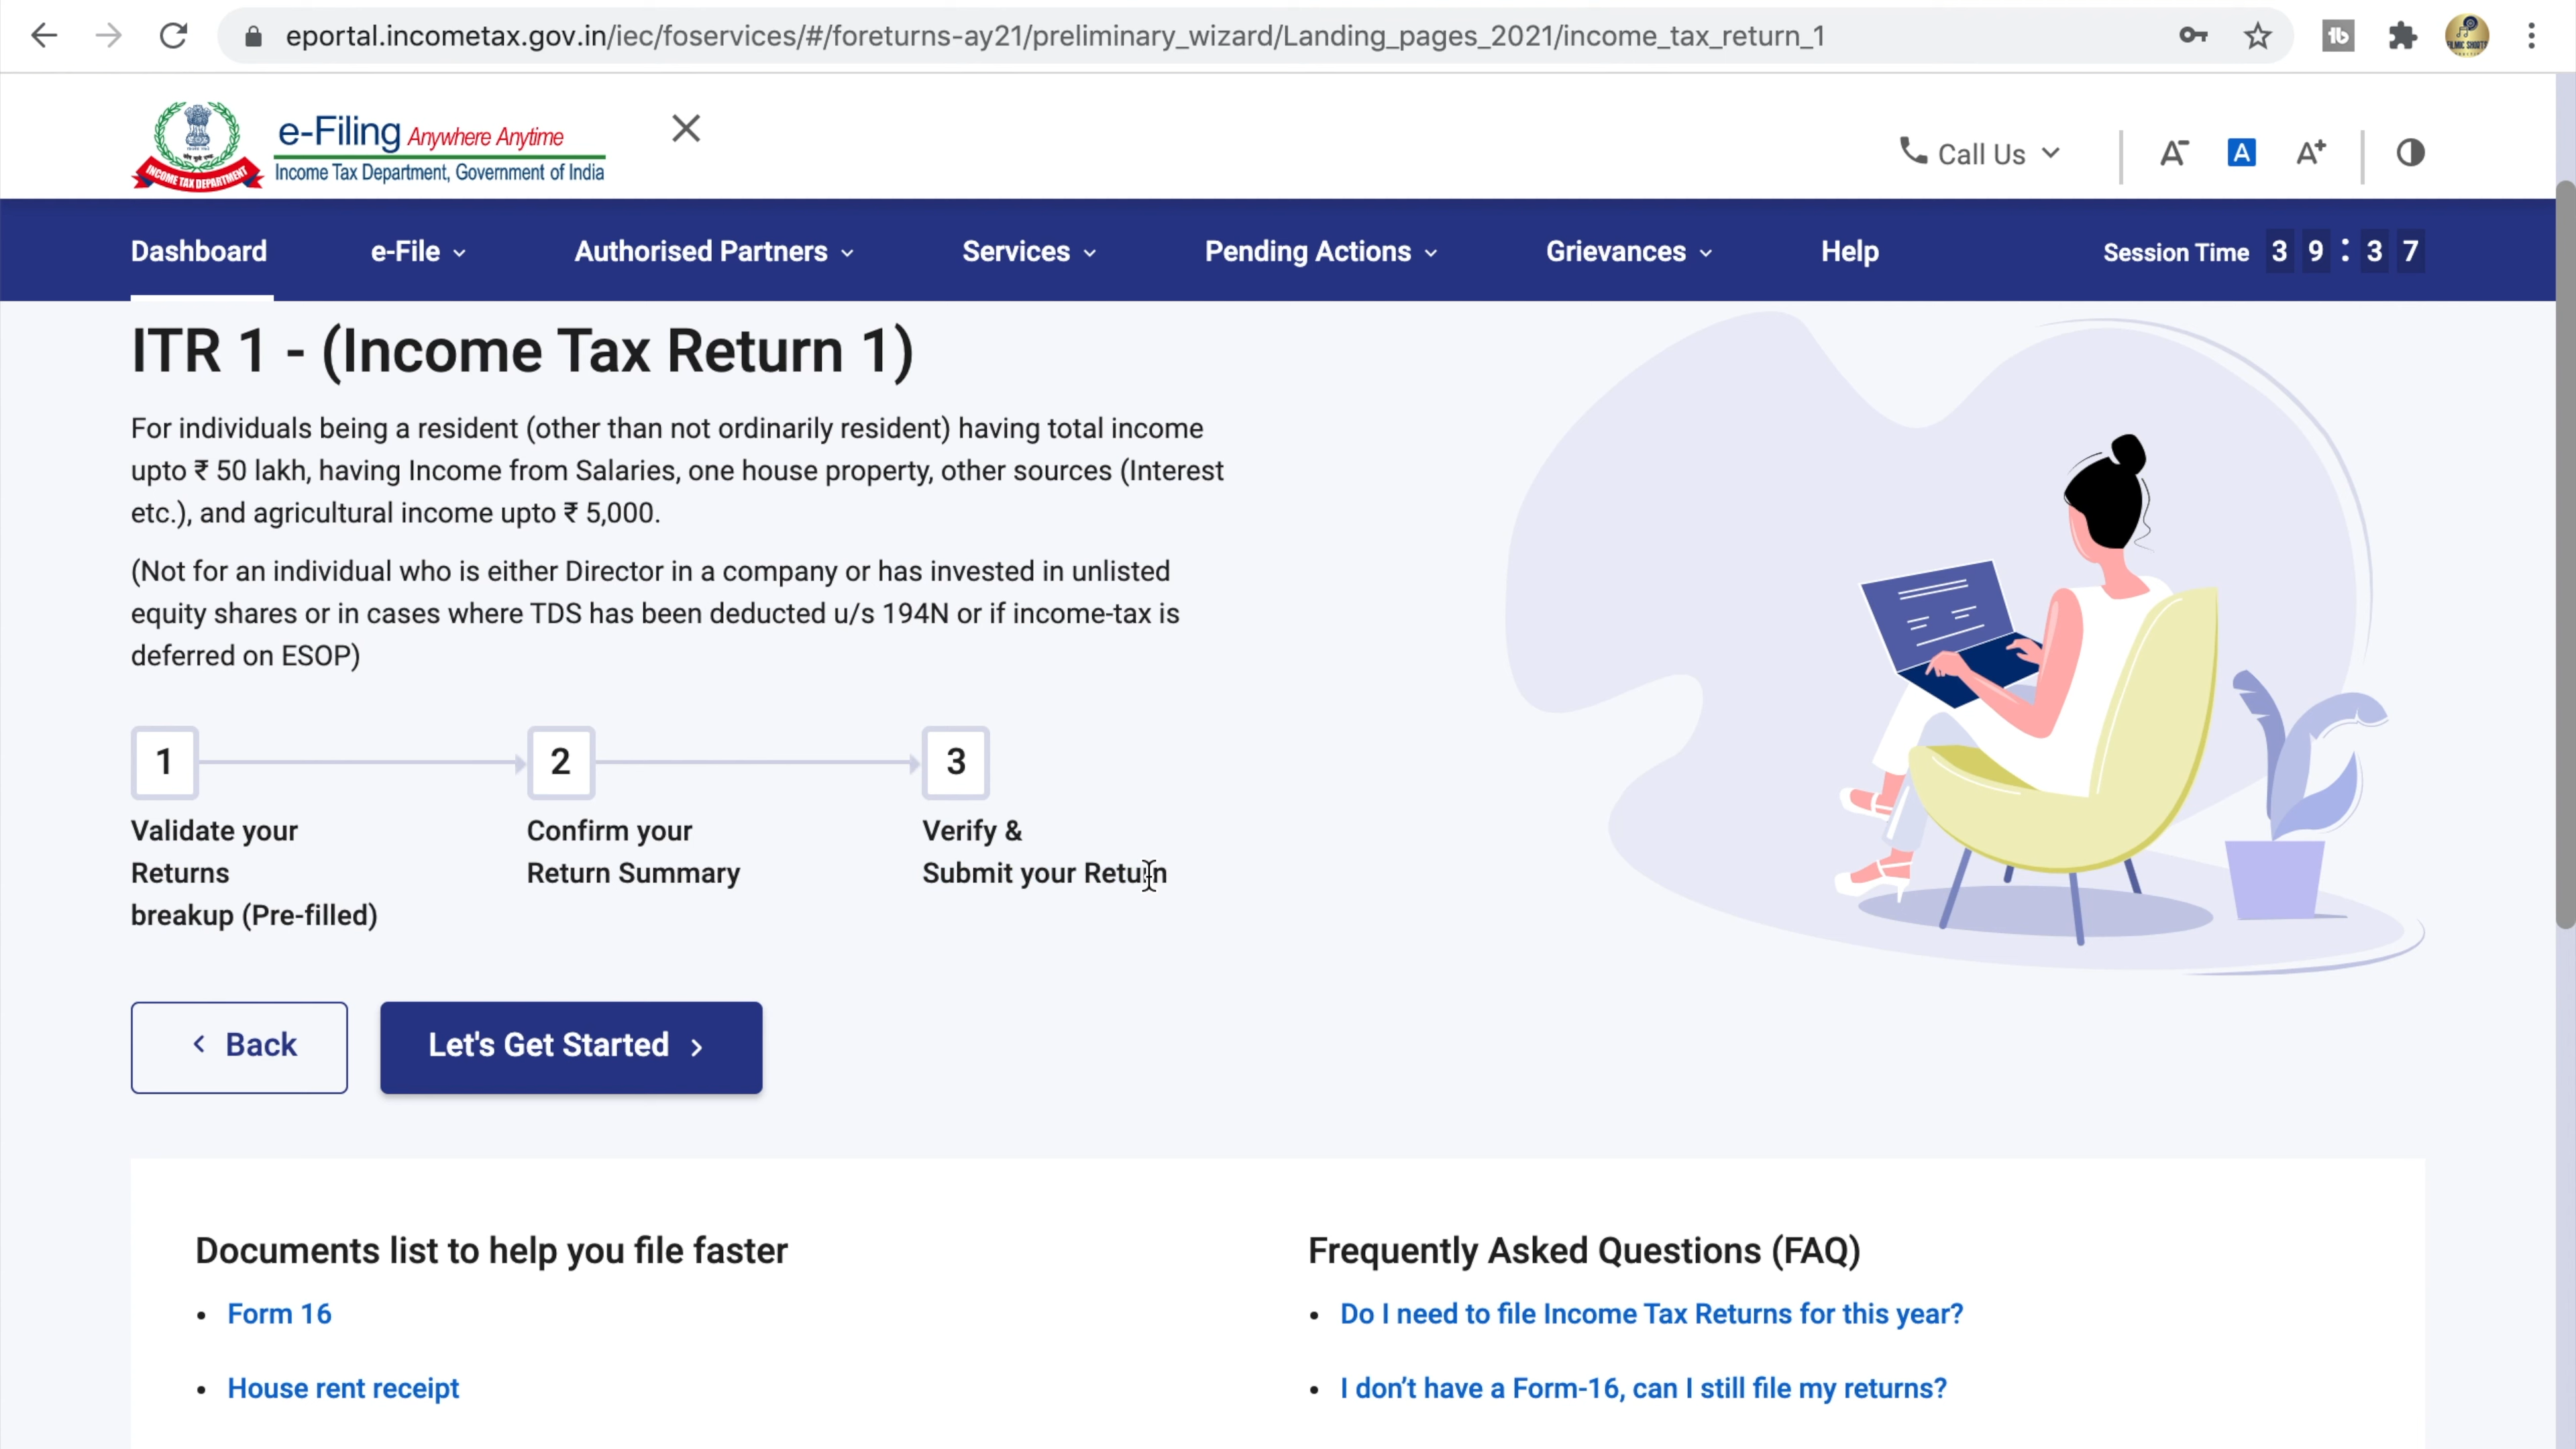 eportal.incometax.gov.in/iec/foservices/#/foreturns-ay21/preliminary_wizard/Landing_pages_2021/income_tax_return_1
e-Filing Anywhere Anytime
Income Tax Department, Government of India
INCOME TAX DEPARTMENT
Call Us
A-
A
A+
Dashboard
e-File
Authorised Partners
Services
Pending Actions
Grievances
Help
Session Time 39:37
ITR 1 - (Income Tax Return 1)
For individuals being a resident (other than not ordinarily resident) having total income
upto ₹ 50 lakh, having Income from Salaries, one house property, other sources (Interest
etc.), and agricultural income upto ₹ 5,000.
(Not for an individual who is either Director in a company or has invested in unlisted
equity shares or in cases where TDS has been deducted u/s 194N or if income-tax is
deferred on ESOP)
1
2
3
Validate your
Returns
breakup (Pre-filled)
Confirm your
Return Summary
Verify &
Submit your Return
Back
Let's Get Started
Documents list to help you file faster
• Form 16
• House rent receipt
Frequently Asked Questions (FAQ)
• Do I need to file Income Tax Returns for this year?
• I don’t have a Form-16, can I still file my returns?